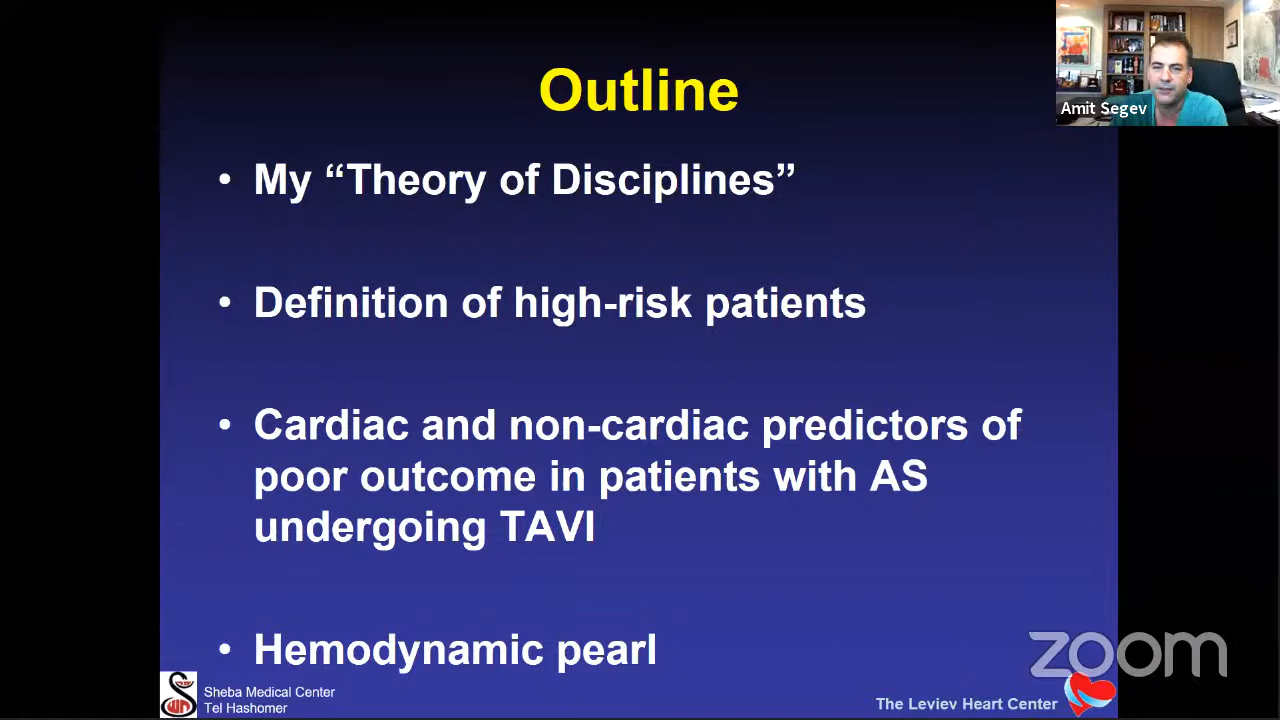 Outline
Amit Segev
• My “Theory of Disciplines”
• Definition of high-risk patients
• Cardiac and non-cardiac predictors of
poor outcome in patients with AS
undergoing TAVI
• Hemodynamic pearl
zoom
Sheba Medical Center
Tel Hashomer
The Leviev Heart Center